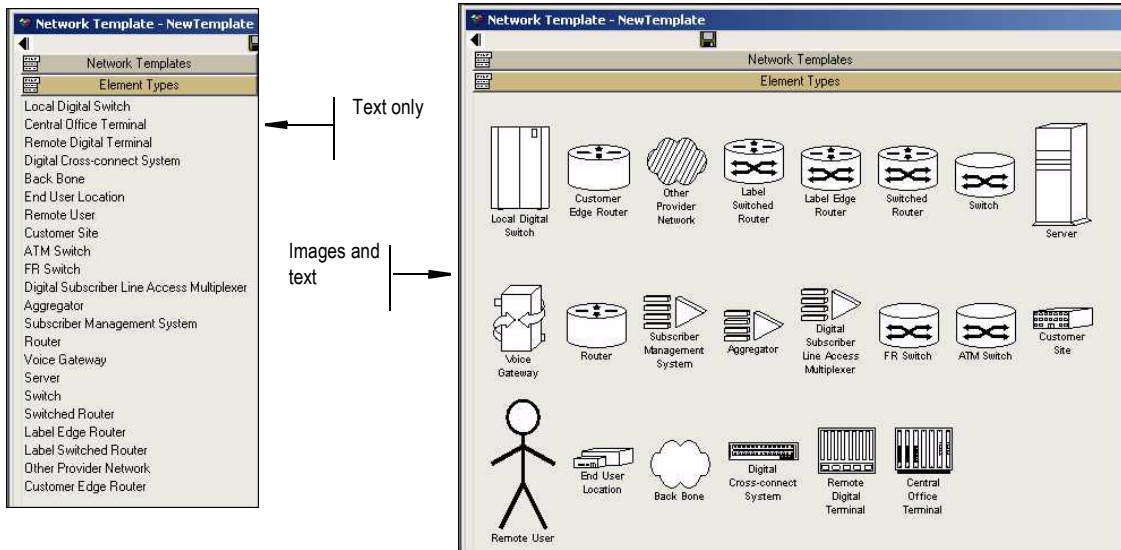 Network Template - NewTemplate
Network Templates
Element Types
Local Digital Switch
Central Office Terminal
Remote Digital Terminal
Digital Cross-connect System
Back Bone
End User Location
Remote User
Customer Site
ATM Switch
FR Switch
Digital Subscriber Line Access Multiplexer
Aggregator
Subscriber Management System
Router
Voice Gateway
Server
Switch
Switched Router
Label Edge Router
Label Switched Router
Other Provider Network
Customer Edge Router
Text only
Images and
text
Network Template - NewTemplate
Network Templates
Element Types
Local Digital
Switch
Customer
Edge Router
Other
Provider
Network
Label
Switched
Router
Label Edge
Router
Switched
Router
Switch
Server
Voice
Gateway
Router
Subscriber
Management
System
Aggregator
Digital
Subscriber
Line Access
Multiplexer
FR Switch
ATM Switch
Customer
Site
Remote User
End User
Location
Back Bone
Digital
Cross-connect
System
Remote
Digital
Terminal
Central
Office
Terminal